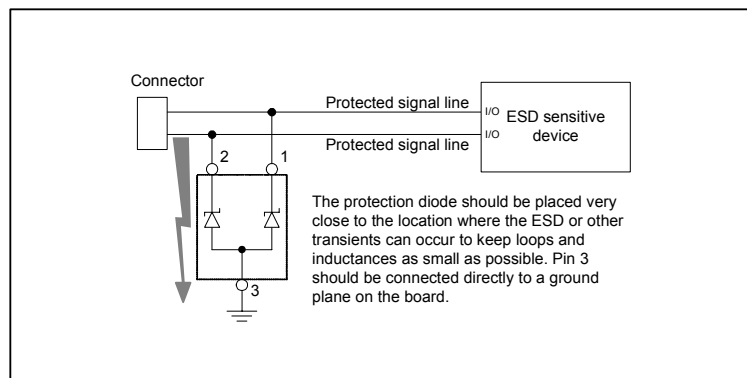 Connector
Protected signal line
I/O
ESD sensitive
device
I/O
Protected signal line
2
1
The protection diode should be placed very
close to the location where the ESD or other
transients can occur to keep loops and
inductances as small as possible. Pin 3
should be connected directly to a ground
plane on the board.
3